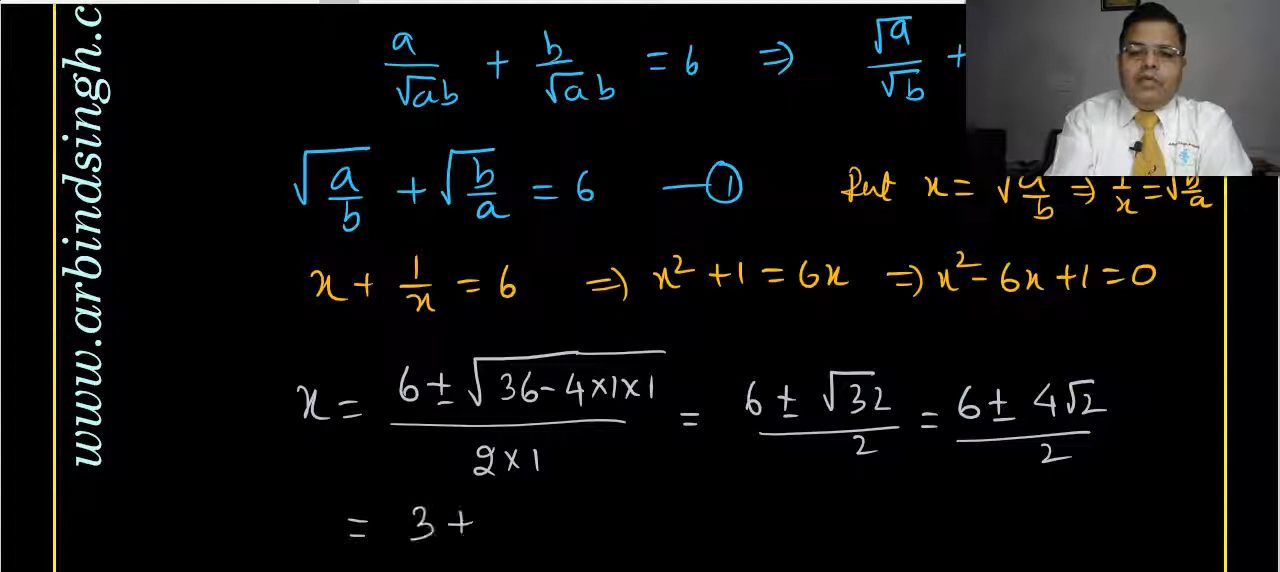 www.arbindsingh.c
a/√ab + b/√ab = 6 ⇒ √a/√b +
√(a/b) + √(b/a) = 6 —① Put x = √(a/b) ⇒ 1/x = √(b/a)
x + 1/x = 6 ⇒ x² + 1 = 6x ⇒ x² - 6x + 1 = 0
x = (6 ± √(36 - 4×1×1))/(2×1) = (6 ± √32)/2 = (6 ± 4√2)/2
= 3 +